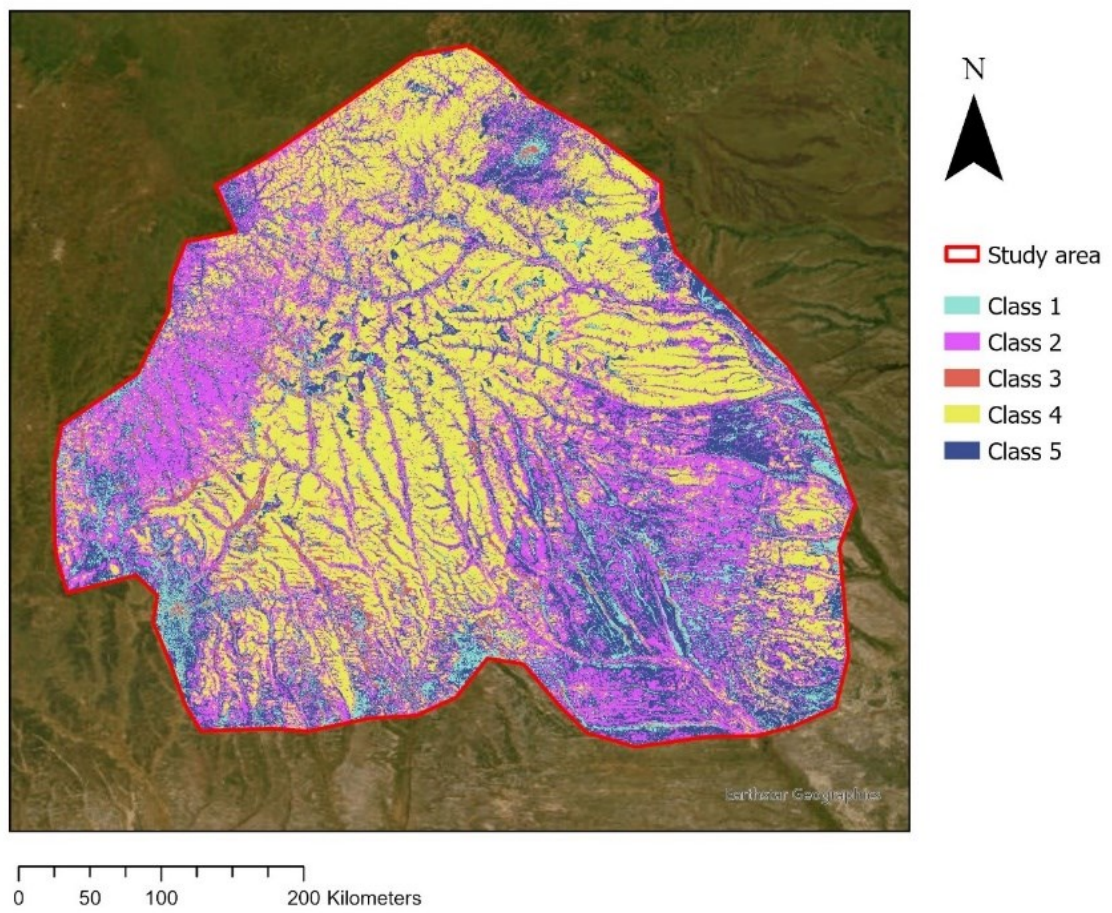 N
Study area
Class 1
Class 2
Class 3
Class 4
Class 5
Earthstar Geographics
0 50 100 200 Kilometers